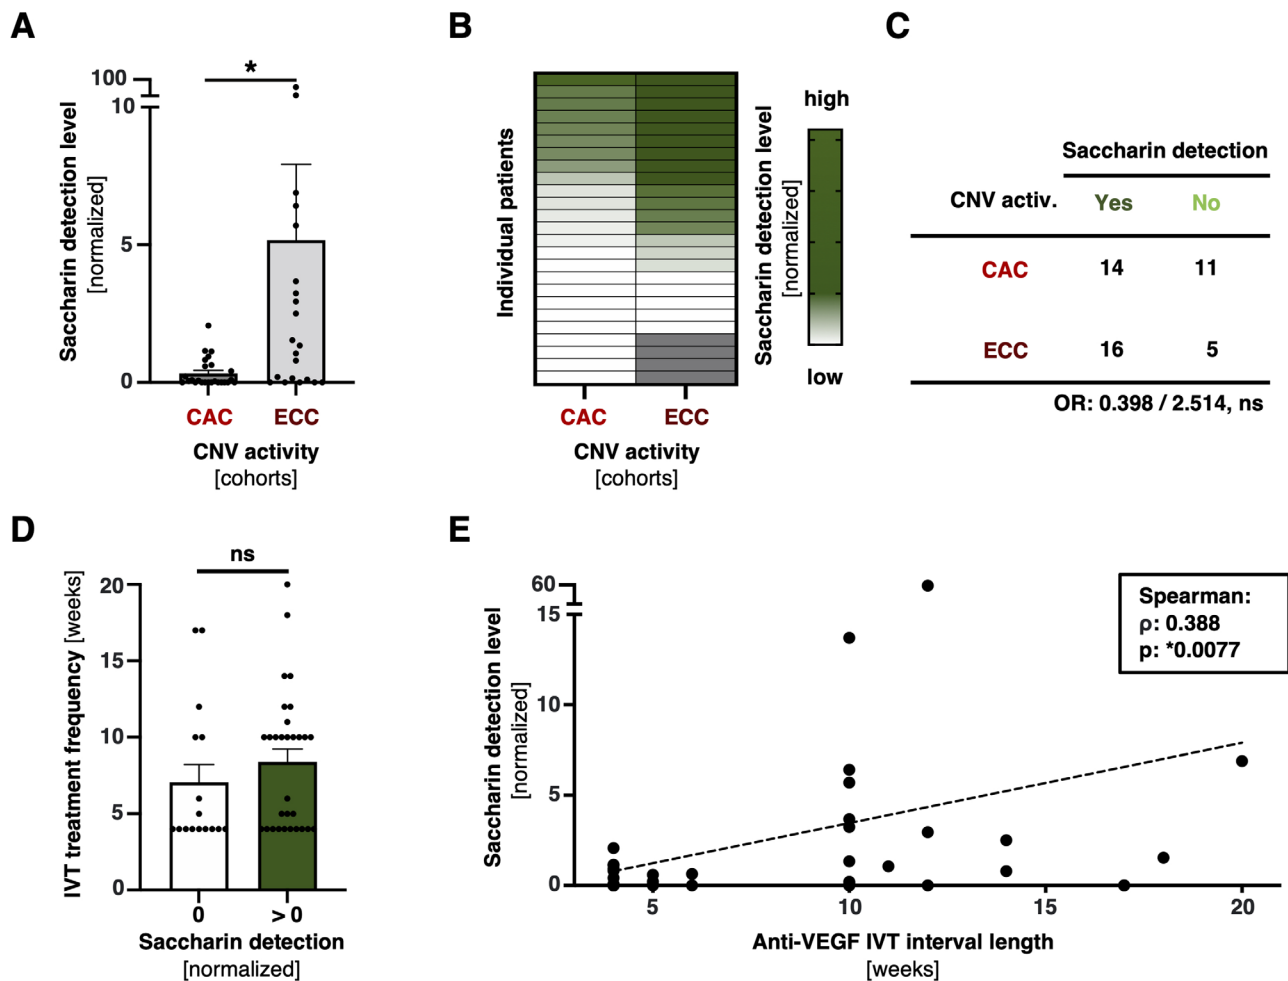 A
Saccharin detection level
[normalized]
100
10
5
0
*
CAC
ECC
CNV activity
[cohorts]
B
Individual patients
CAC
ECC
CNV activity
[cohorts]
Saccharin detection level
[normalized]
high
low
C
Saccharin detection
CNV activ.
Yes
No
CAC
14
11
ECC
16
5
OR: 0.398 / 2.514, ns
D
IVT treatment frequency [weeks]
20
15
10
5
0
ns
0
> 0
Saccharin detection
[normalized]
E
Saccharin detection level
[normalized]
60
15
10
5
0
5
10
15
20
Anti-VEGF IVT interval length
[weeks]
Spearman:
ρ: 0.388
p: *0.0077